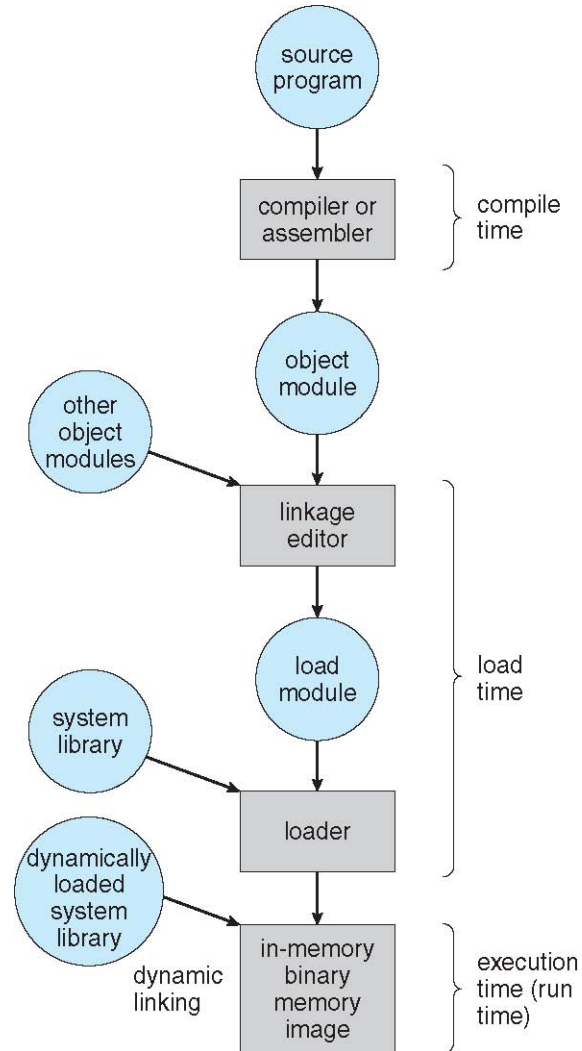 source
program
compiler or
assembler
compile
time
object
module
other
object
modules
linkage
editor
load
module
load
time
system
library
loader
dynamically
loaded
system
library
dynamic
linking
in-memory
binary
memory
image
execution
time (run
time)